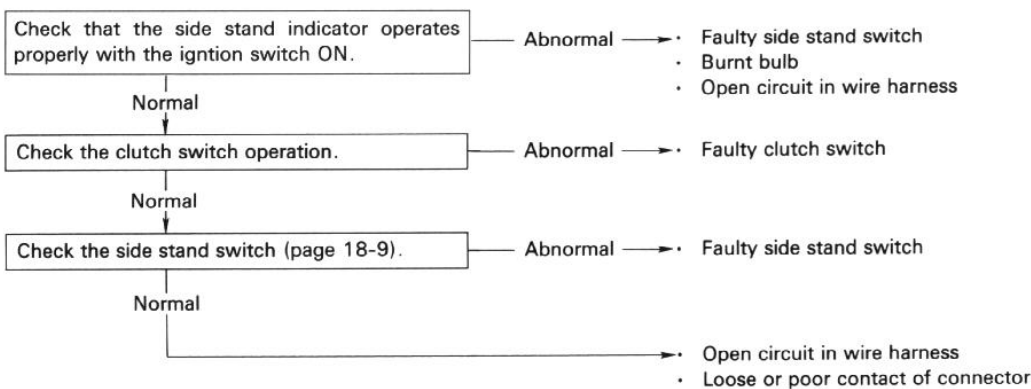 Check that the side stand indicator operates
properly with the igntion switch ON.
Abnormal
· Faulty side stand switch
· Burnt bulb
· Open circuit in wire harness
Normal
Check the clutch switch operation.
Abnormal
· Faulty clutch switch
Normal
Check the side stand switch (page 18-9).
Abnormal
· Faulty side stand switch
Normal
· Open circuit in wire harness
· Loose or poor contact of connector